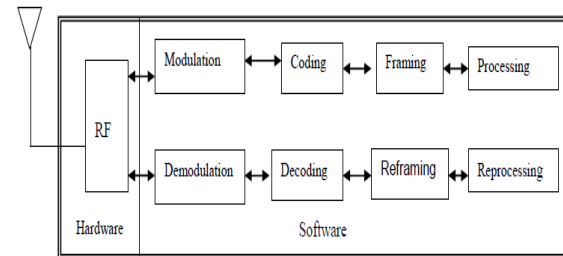 Modulation
Coding
Framing
Processing
RF
Demodulation
Decoding
Reframing
Reprocessing
Hardware
Software